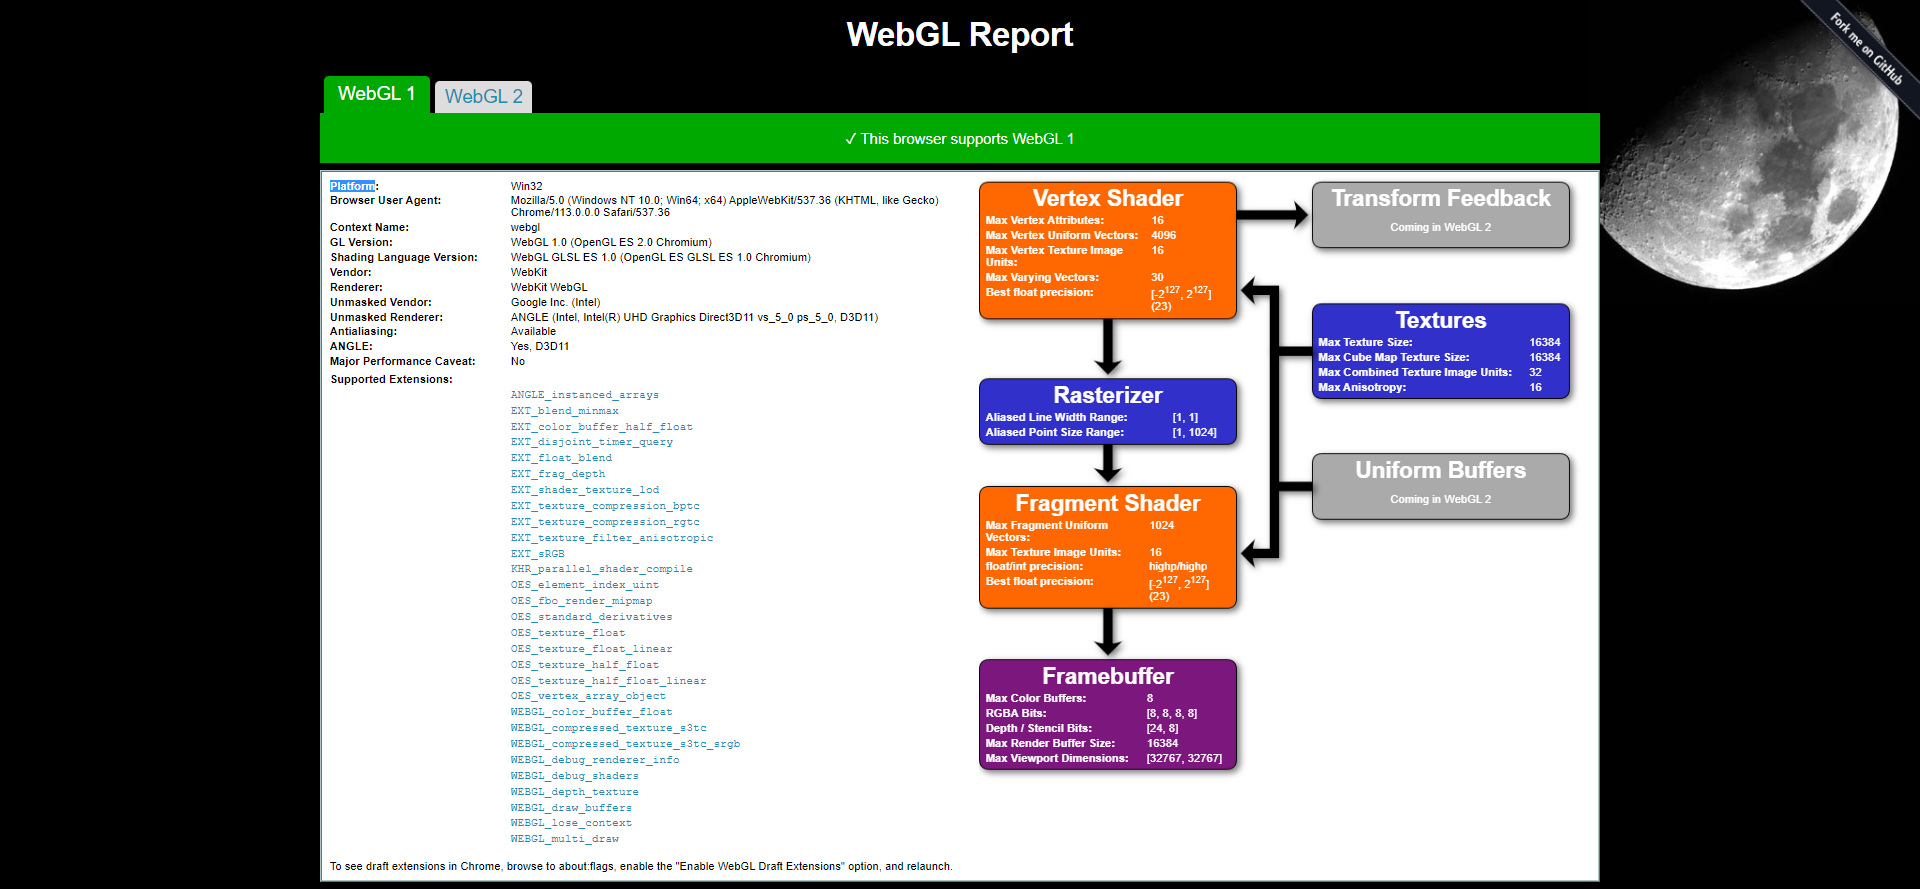 WebGL Report
Fork me on GitHub
WebGL 1
WebGL 2
✓ This browser supports WebGL 1
Platform: Win32
Browser User Agent: Mozilla/5.0 (Windows NT 10.0; Win64; x64) AppleWebKit/537.36 (KHTML, like Gecko)
Chrome/113.0.0.0 Safari/537.36
Context Name: webgl
GL Version: WebGL 1.0 (OpenGL ES 2.0 Chromium)
Shading Language Version: WebGL GLSL ES 1.0 (OpenGL ES GLSL ES 1.0 Chromium)
Vendor: WebKit
Renderer: WebKit WebGL
Unmasked Vendor: Google Inc. (Intel)
Unmasked Renderer: ANGLE (Intel, Intel(R) UHD Graphics Direct3D11 vs_5_0 ps_5_0, D3D11)
Antialiasing: Available
ANGLE: Yes, D3D11
Major Performance Caveat: No
Supported Extensions:
ANGLE_instanced_arrays
EXT_blend_minmax
EXT_color_buffer_half_float
EXT_disjoint_timer_query
EXT_float_blend
EXT_frag_depth
EXT_shader_texture_lod
EXT_texture_compression_bptc
EXT_texture_compression_rgtc
EXT_texture_filter_anisotropic
EXT_sRGB
KHR_parallel_shader_compile
OES_element_index_uint
OES_fbo_render_mipmap
OES_standard_derivatives
OES_texture_float
OES_texture_float_linear
OES_texture_half_float
OES_texture_half_float_linear
OES_vertex_array_object
WEBGL_color_buffer_float
WEBGL_compressed_texture_s3tc
WEBGL_compressed_texture_s3tc_srgb
WEBGL_debug_renderer_info
WEBGL_debug_shaders
WEBGL_depth_texture
WEBGL_draw_buffers
WEBGL_lose_context
WEBGL_multi_draw
To see draft extensions in Chrome, browse to about:flags, enable the "Enable WebGL Draft Extensions" option, and relaunch.
Vertex Shader
Max Vertex Attributes: 16
Max Vertex Uniform Vectors: 4096
Max Vertex Texture Image 16
Units:
Max Varying Vectors: 30
Best float precision: [-2^127, 2^127]
(23)
Rasterizer
Aliased Line Width Range: [1, 1]
Aliased Point Size Range: [1, 1024]
Fragment Shader
Max Fragment Uniform 1024
Vectors:
Max Texture Image Units: 16
float/int precision: highp/highp
Best float precision: [-2^127, 2^127]
(23)
Framebuffer
Max Color Buffers: 8
RGBA Bits: [8, 8, 8, 8]
Depth / Stencil Bits: [24, 8]
Max Render Buffer Size: 16384
Max Viewport Dimensions: [32767, 32767]
Transform Feedback
Coming in WebGL 2
Textures
Max Texture Size: 16384
Max Cube Map Texture Size: 16384
Max Combined Texture Image Units: 32
Max Anisotropy: 16
Uniform Buffers
Coming in WebGL 2